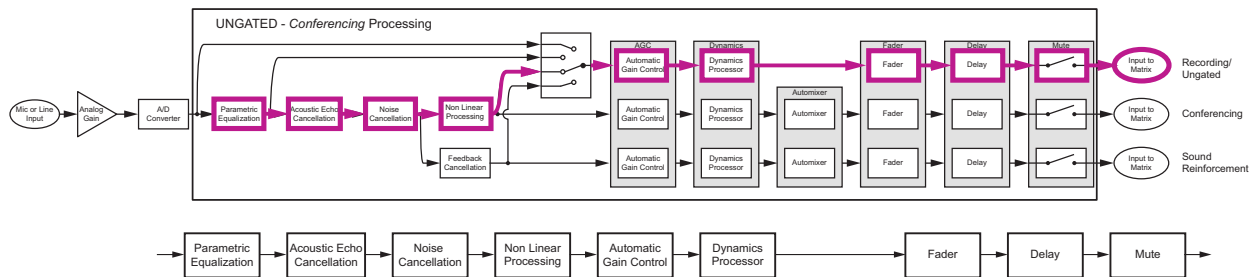 UNGATED - Conferencing Processing
AGC
Dynamics
Fader
Delay
Mute
Automatic
Gain Control
Dynamics
Processor
Fader
Delay
Input to
Matrix
Recording/
Ungated
Mic or Line
Input
Analog
Gain
A/D
Converter
Parametric
Equalization
Acoustic Echo
Cancellation
Noise
Cancellation
Non Linear
Processing
Automatic
Gain Control
Dynamics
Processor
Automixer
Automixer
Fader
Delay
Input to
Matrix
Conferencing
Feedback
Cancellation
Automatic
Gain Control
Dynamics
Processor
Automixer
Fader
Delay
Input to
Matrix
Sound
Reinforcement
Parametric
Equalization
Acoustic Echo
Cancellation
Noise
Cancellation
Non Linear
Processing
Automatic
Gain Control
Dynamics
Processor
Fader
Delay
Mute